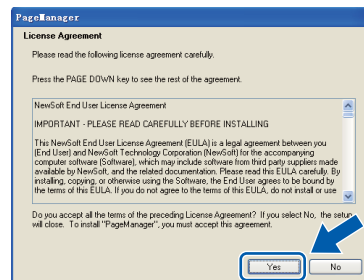 PageManager
License Agreement
Please read the following license agreement carefully.
Press the PAGE DOWN key to see the rest of the agreement.
NewSoft End User License Agreement
IMPORTANT - PLEASE READ CAREFULLY BEFORE INSTALLING
This NewSoft End User License Agreement (EULA) is a legal agreement between you
(End User) and NewSoft Technology Corporation (NewSoft) for the accompanying
computer software (Software), which may include software from third party suppliers made
available by NewSoft, and the related documentation. Please read this EULA carefully. By
installing, copying, or otherwise using the Software, the End User agrees to be bound by
the terms of this EULA. If you do not agree to the terms of this EULA, do not install or use
Do you accept all the terms of the preceding License Agreement? If you select No, the setup
will close. To install "PageManager", you must accept this agreement.
Yes
No